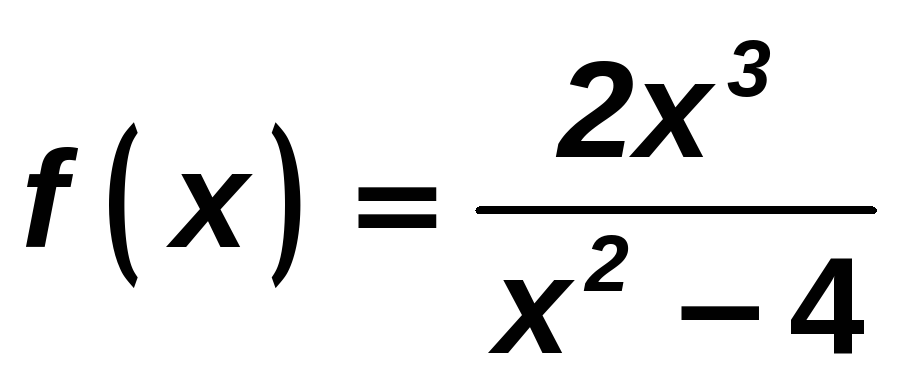 f(x) = 2x³ / x² − 4